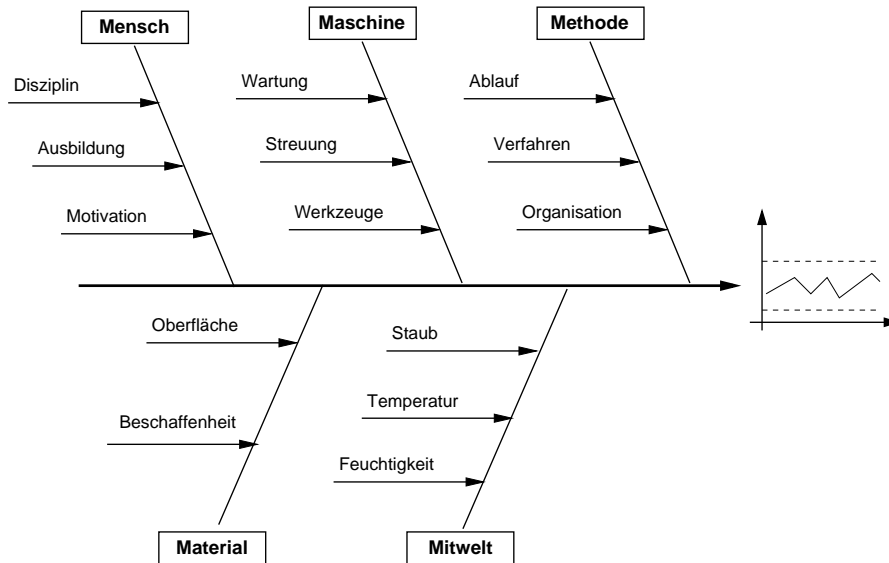 Mensch
Maschine
Methode
Disziplin
Wartung
Ablauf
Ausbildung
Streuung
Verfahren
Motivation
Werkzeuge
Organisation
Oberfläche
Staub
Beschaffenheit
Temperatur
Feuchtigkeit
Material
Mitwelt